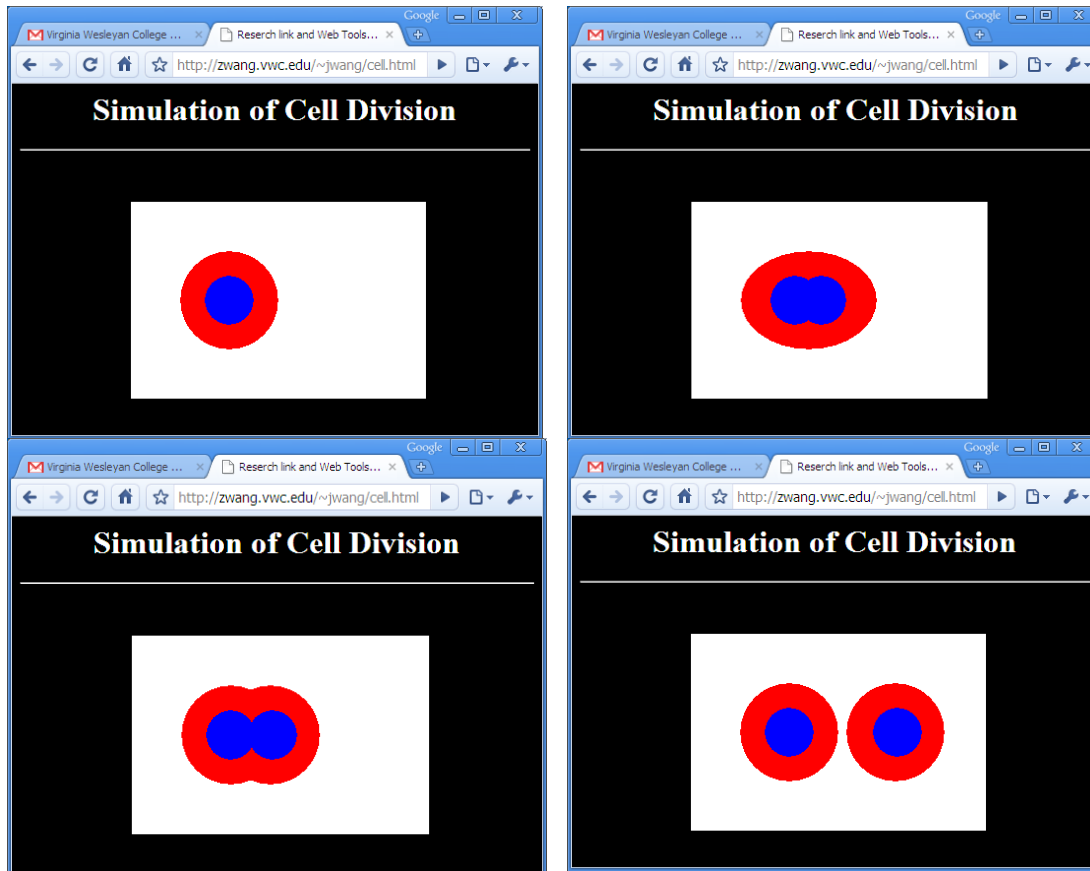 Google
Virginia Wesleyan College ...
Reserch link and Web Tools...
http://zwang.vwc.edu/~jwang/cell.html
Simulation of Cell Division
Google
Virginia Wesleyan College ...
Reserch link and Web Tools...
http://zwang.vwc.edu/~jwang/cell.html
Simulation of Cell Division
Google
Virginia Wesleyan College ...
Reserch link and Web Tools...
http://zwang.vwc.edu/~jwang/cell.html
Simulation of Cell Division
Google
Virginia Wesleyan College ...
Reserch link and Web Tools...
http://zwang.vwc.edu/~jwang/cell.html
Simulation of Cell Division